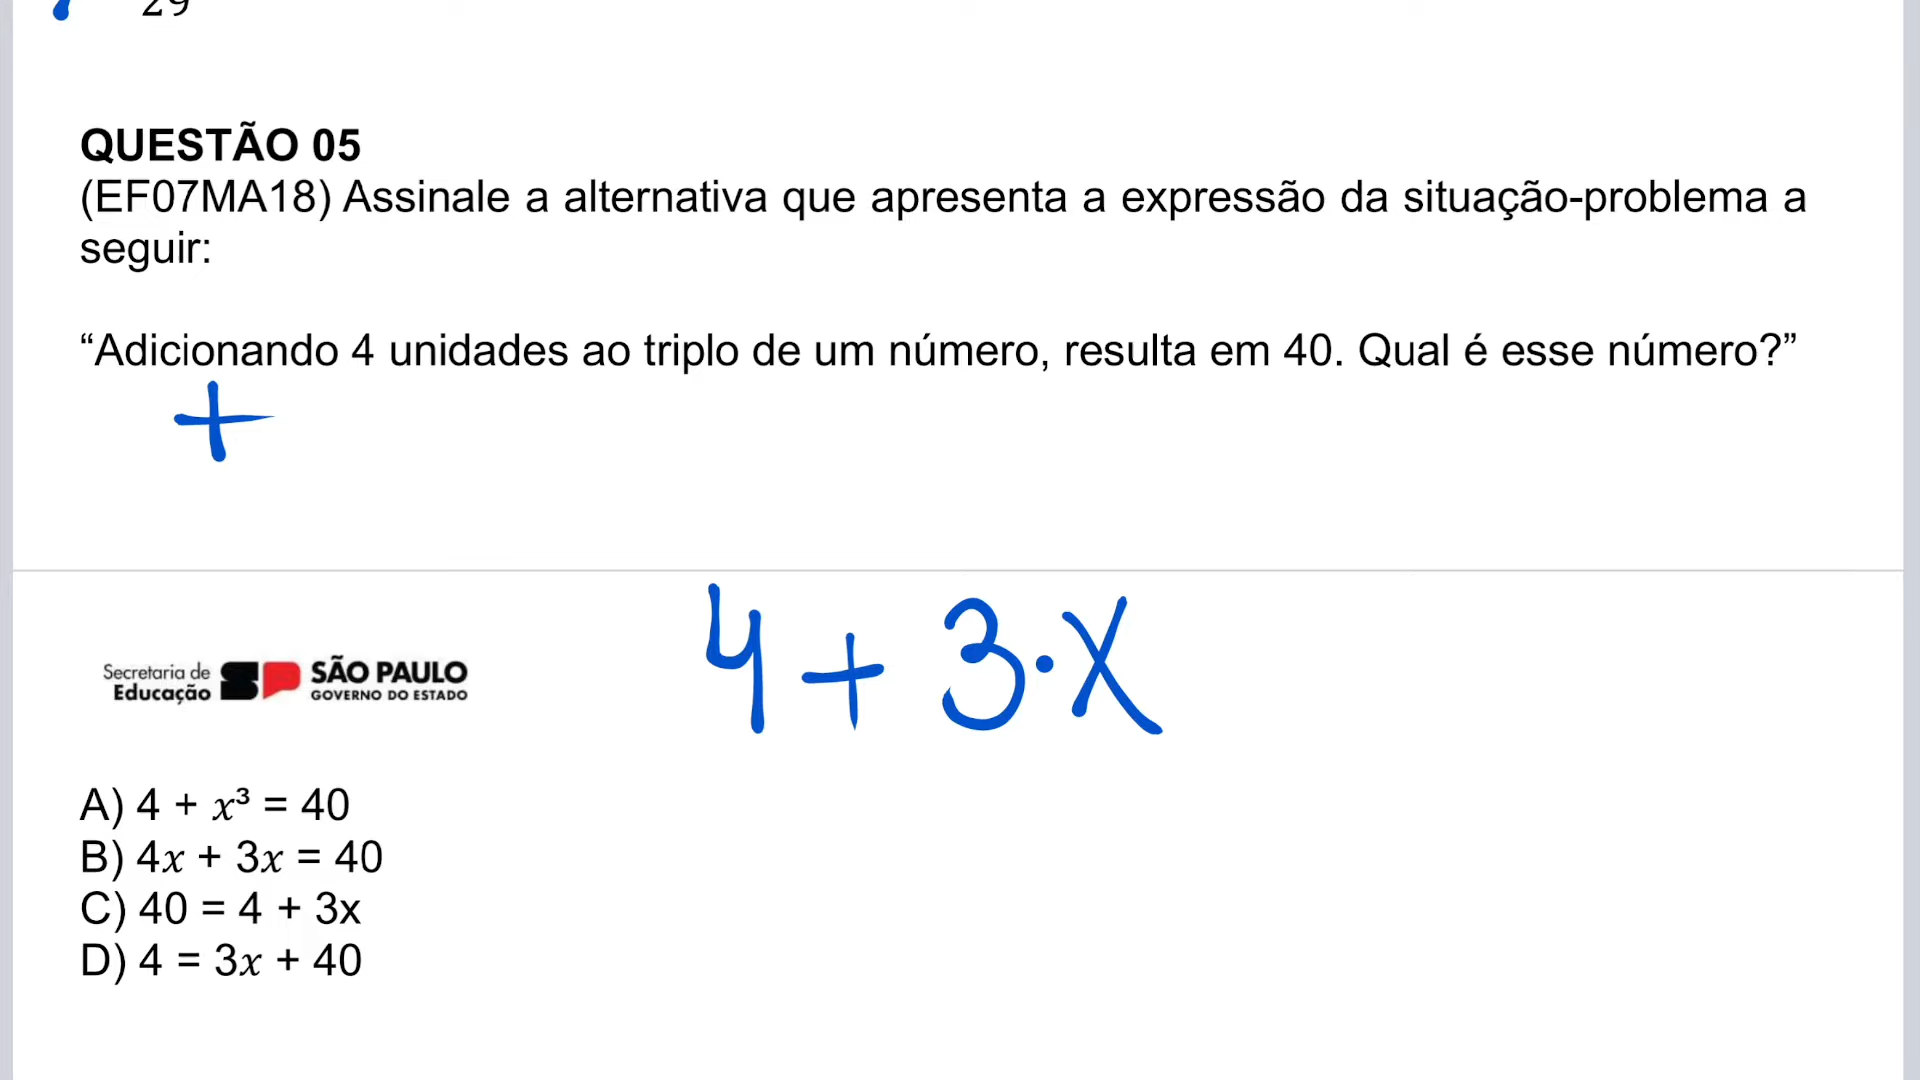 29
QUESTÃO 05
(EF07MA18) Assinale a alternativa que apresenta a expressão da situação-problema a
seguir:
“Adicionando 4 unidades ao triplo de um número, resulta em 40. Qual é esse número?”
+
4 + 3·x
Secretaria de
Educação
SÃO PAULO
GOVERNO DO ESTADO
A) 4 + x³ = 40
B) 4x + 3x = 40
C) 40 = 4 + 3x
D) 4 = 3x + 40